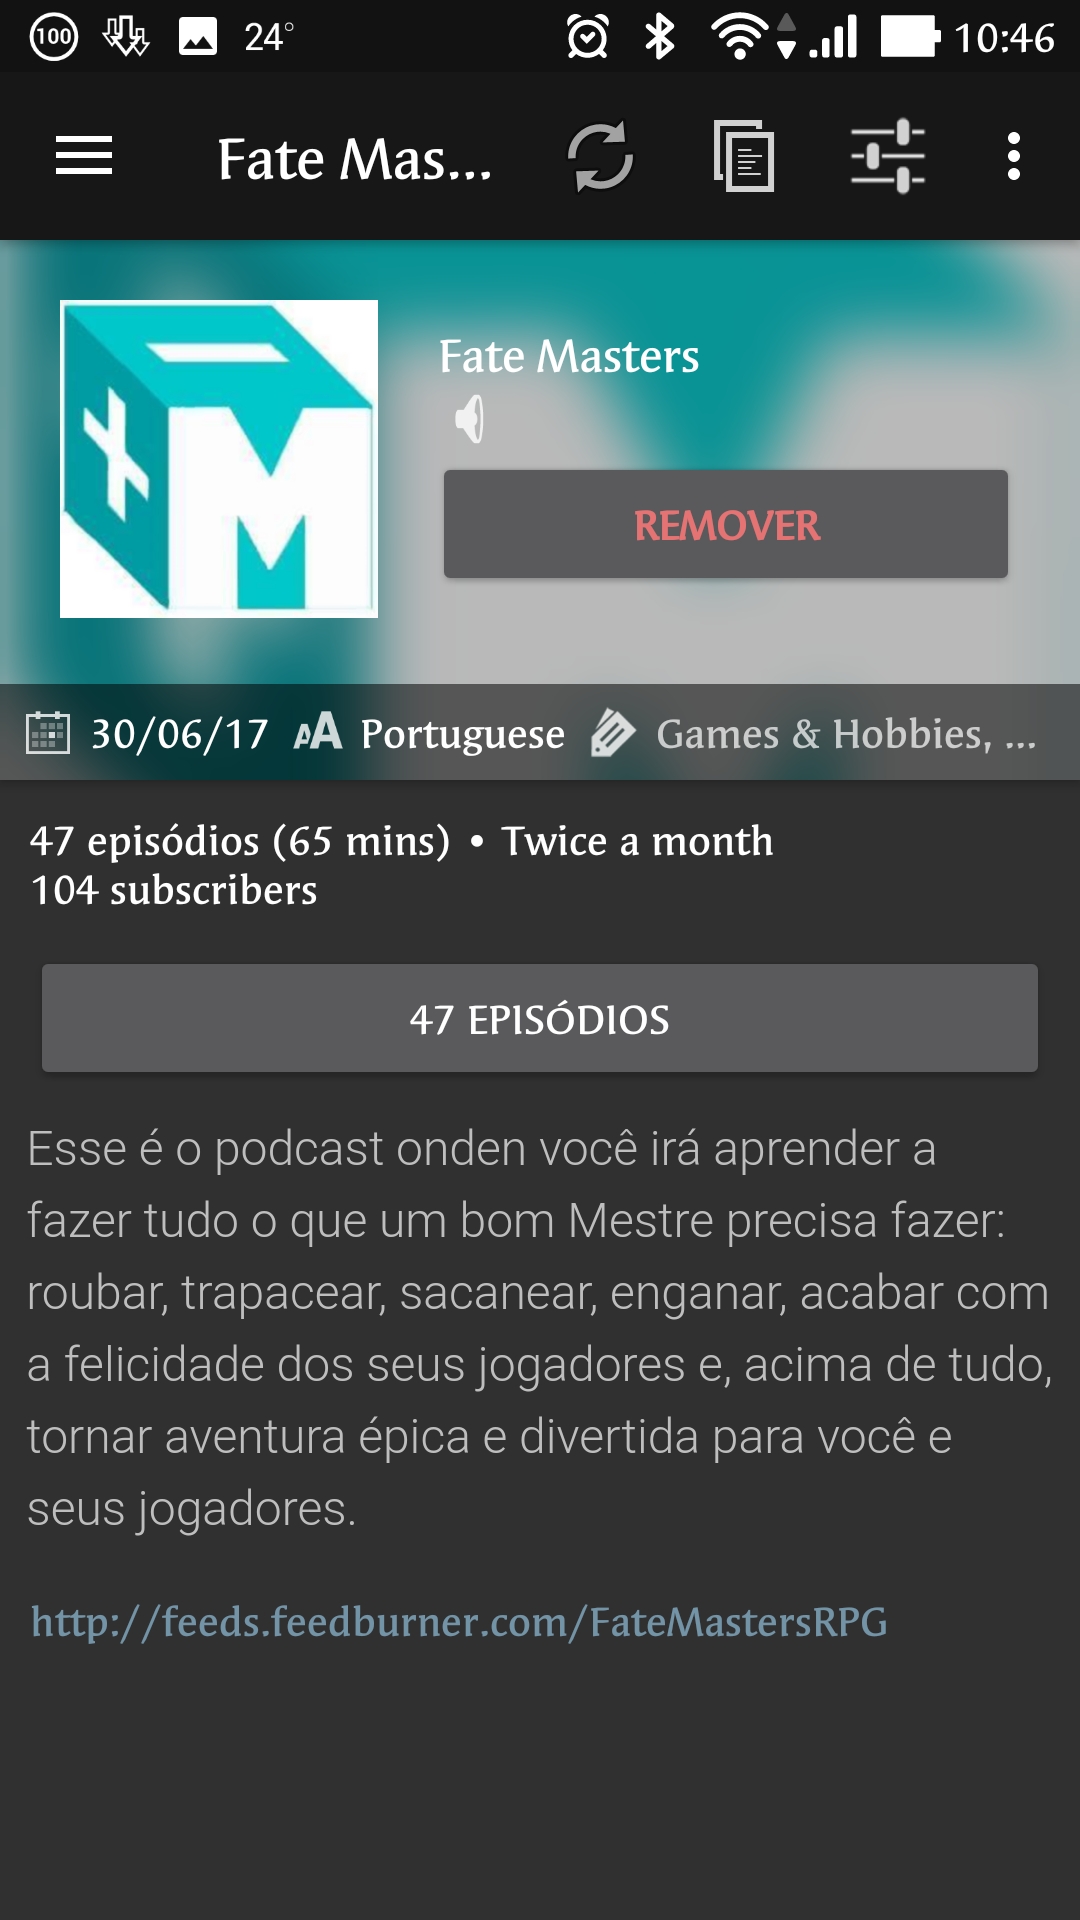 100 24° 10:46
Fate Mas...
M
Fate Masters
REMOVER
30/06/17 AA Portuguese Games & Hobbies, ...
47 episódios (65 mins) • Twice a month
104 subscribers
47 EPISÓDIOS
Esse é o podcast onden você irá aprender a
fazer tudo o que um bom Mestre precisa fazer:
roubar, trapacear, sacanear, enganar, acabar com
a felicidade dos seus jogadores e, acima de tudo,
tornar aventura épica e divertida para você e
seus jogadores.
http://feeds.feedburner.com/FateMastersRPG